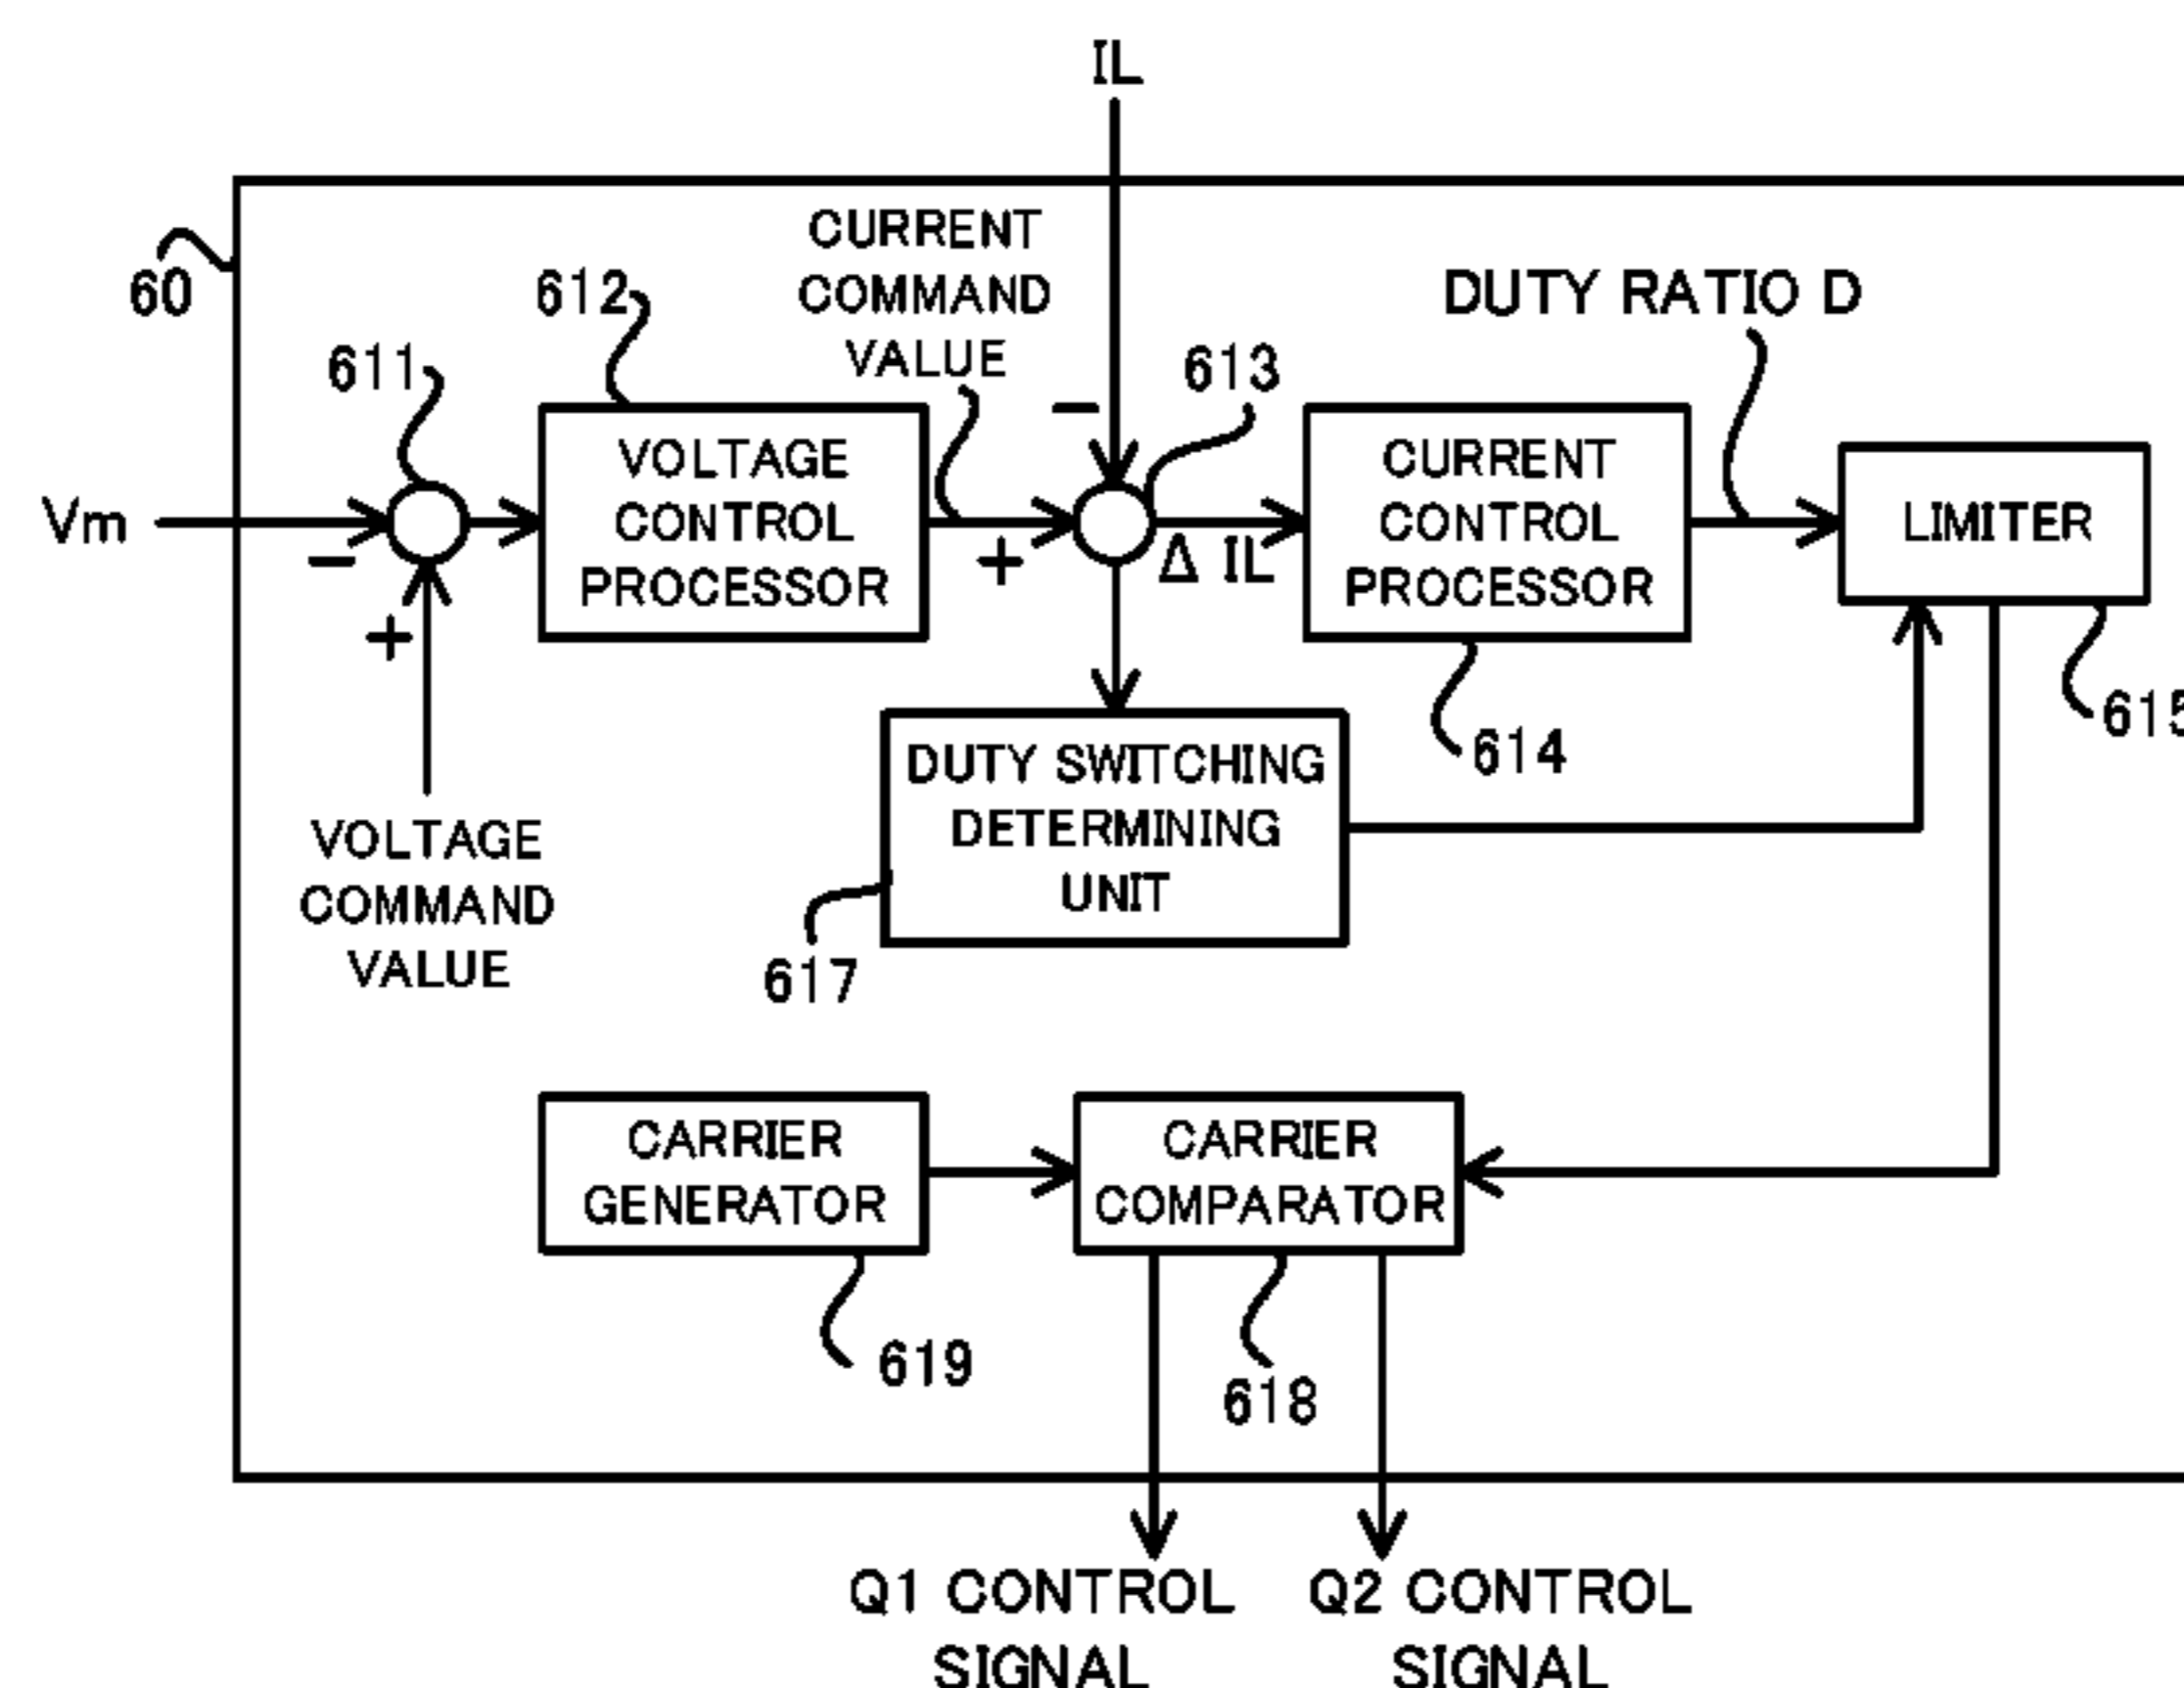 IL
CURRENT
COMMAND
VALUE
60
612
DUTY RATIO D
611
613
Vm
VOLTAGE
CONTROL
PROCESSOR
CURRENT
CONTROL
PROCESSOR
LIMITER
−
−
+
+
Δ IL
615
614
DUTY SWITCHING
DETERMINING
UNIT
VOLTAGE
COMMAND
VALUE
617
CARRIER
GENERATOR
CARRIER
COMPARATOR
619
618
Q1 CONTROL
SIGNAL
Q2 CONTROL
SIGNAL